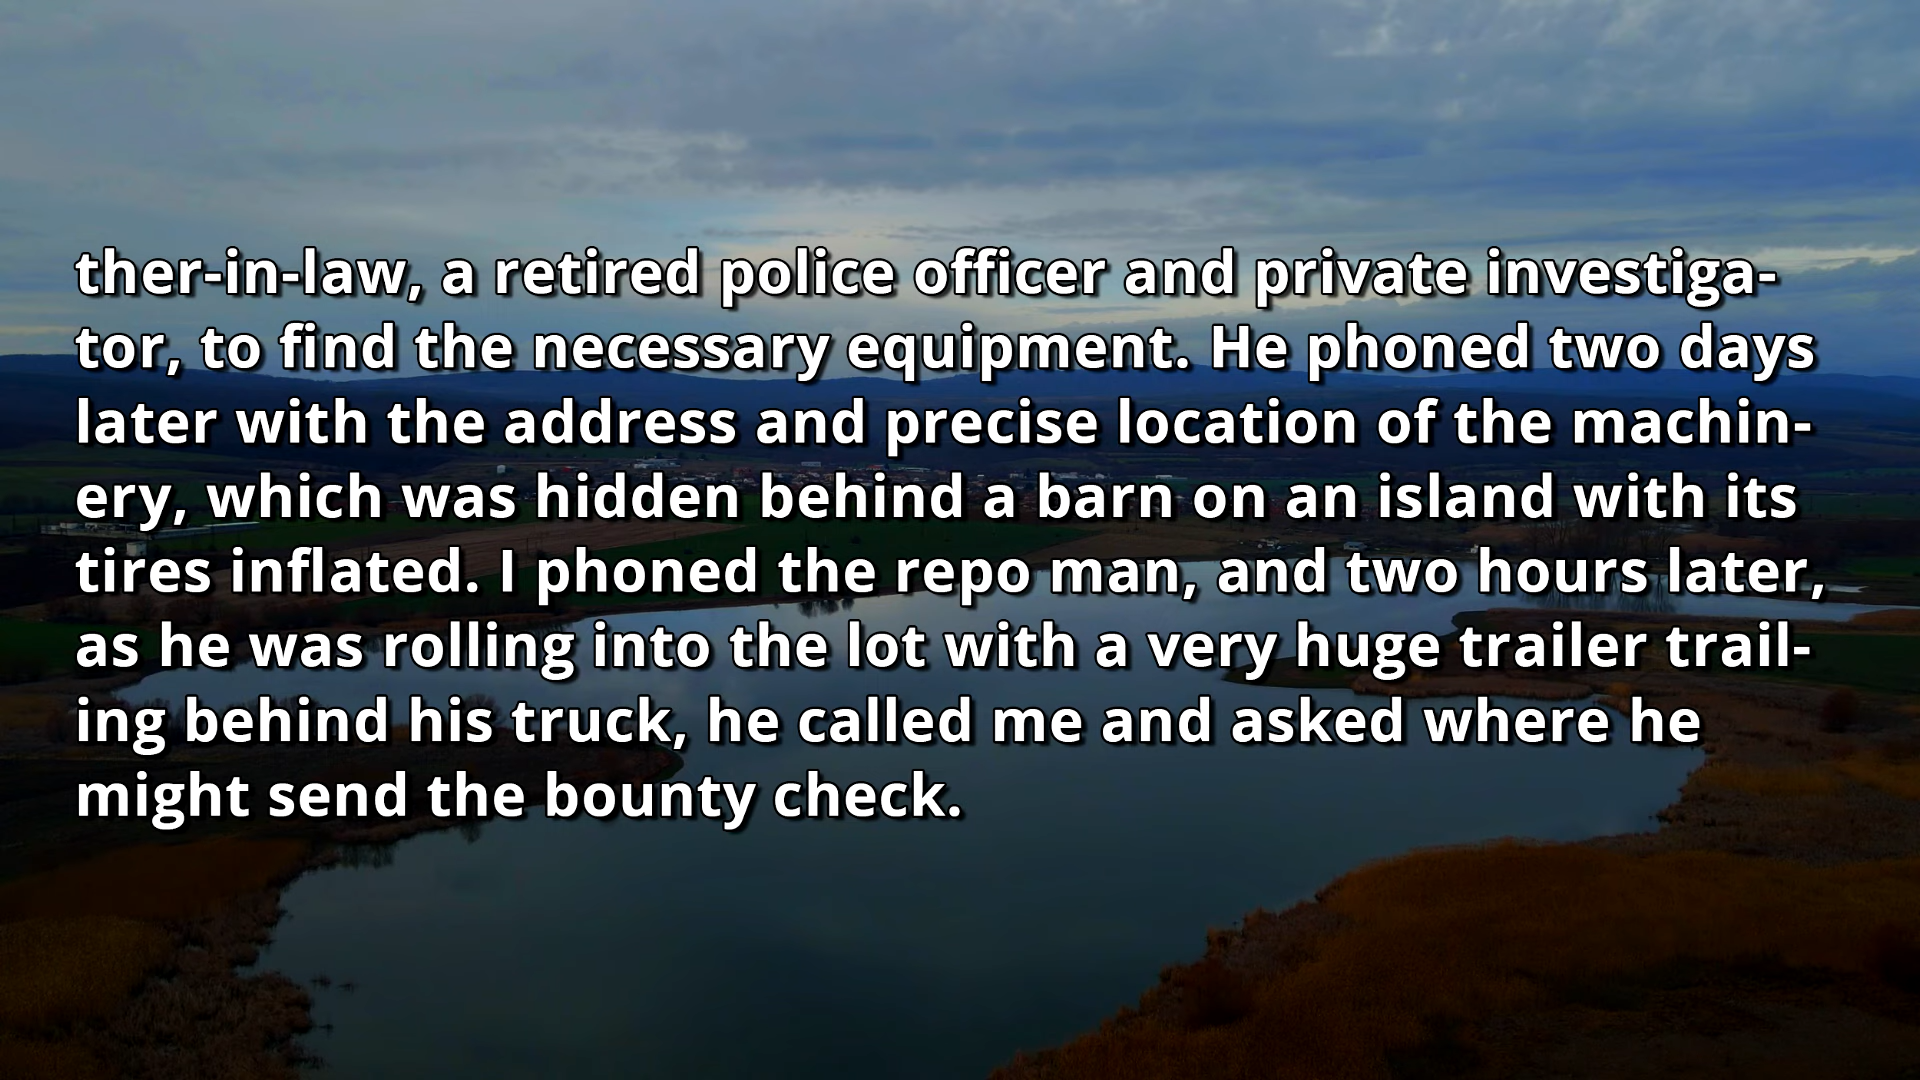 ther-in-law, a retired police officer and private investiga-
tor, to find the necessary equipment. He phoned two days
later with the address and precise location of the machin-
ery, which was hidden behind a barn on an island with its
tires inflated. I phoned the repo man, and two hours later,
as he was rolling into the lot with a very huge trailer trail-
ing behind his truck, he called me and asked where he
might send the bounty check.